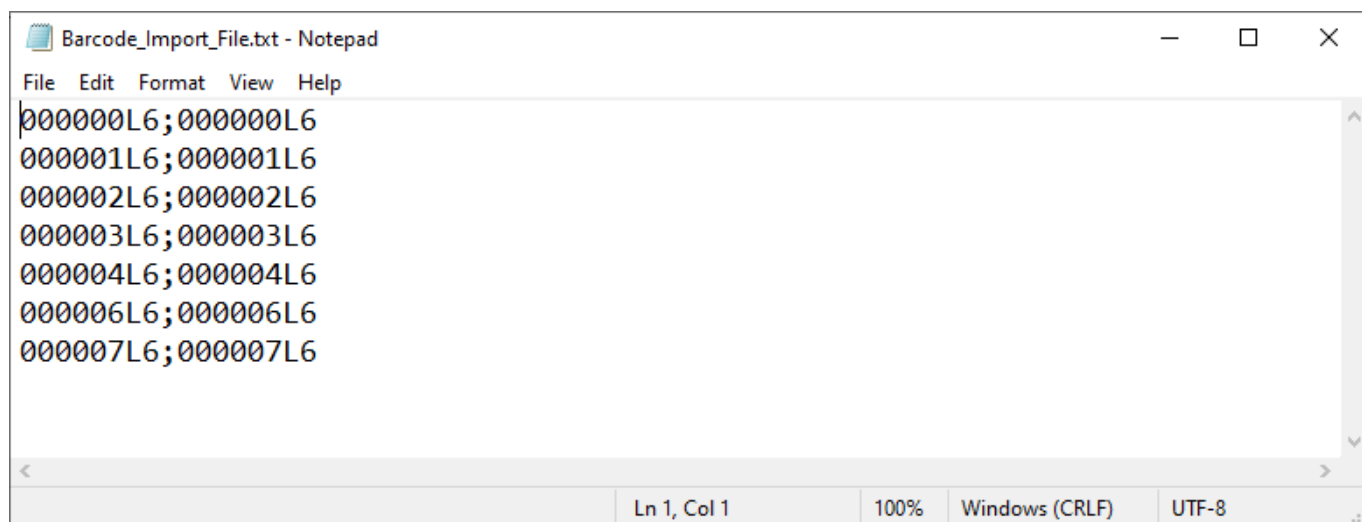 Barcode_Import_File.txt - Notepad
File Edit Format View Help
000000L6;000000L6
000001L6;000001L6
000002L6;000002L6
000003L6;000003L6
000004L6;000004L6
000006L6;000006L6
000007L6;000007L6
Ln 1, Col 1 100% Windows (CRLF) UTF-8